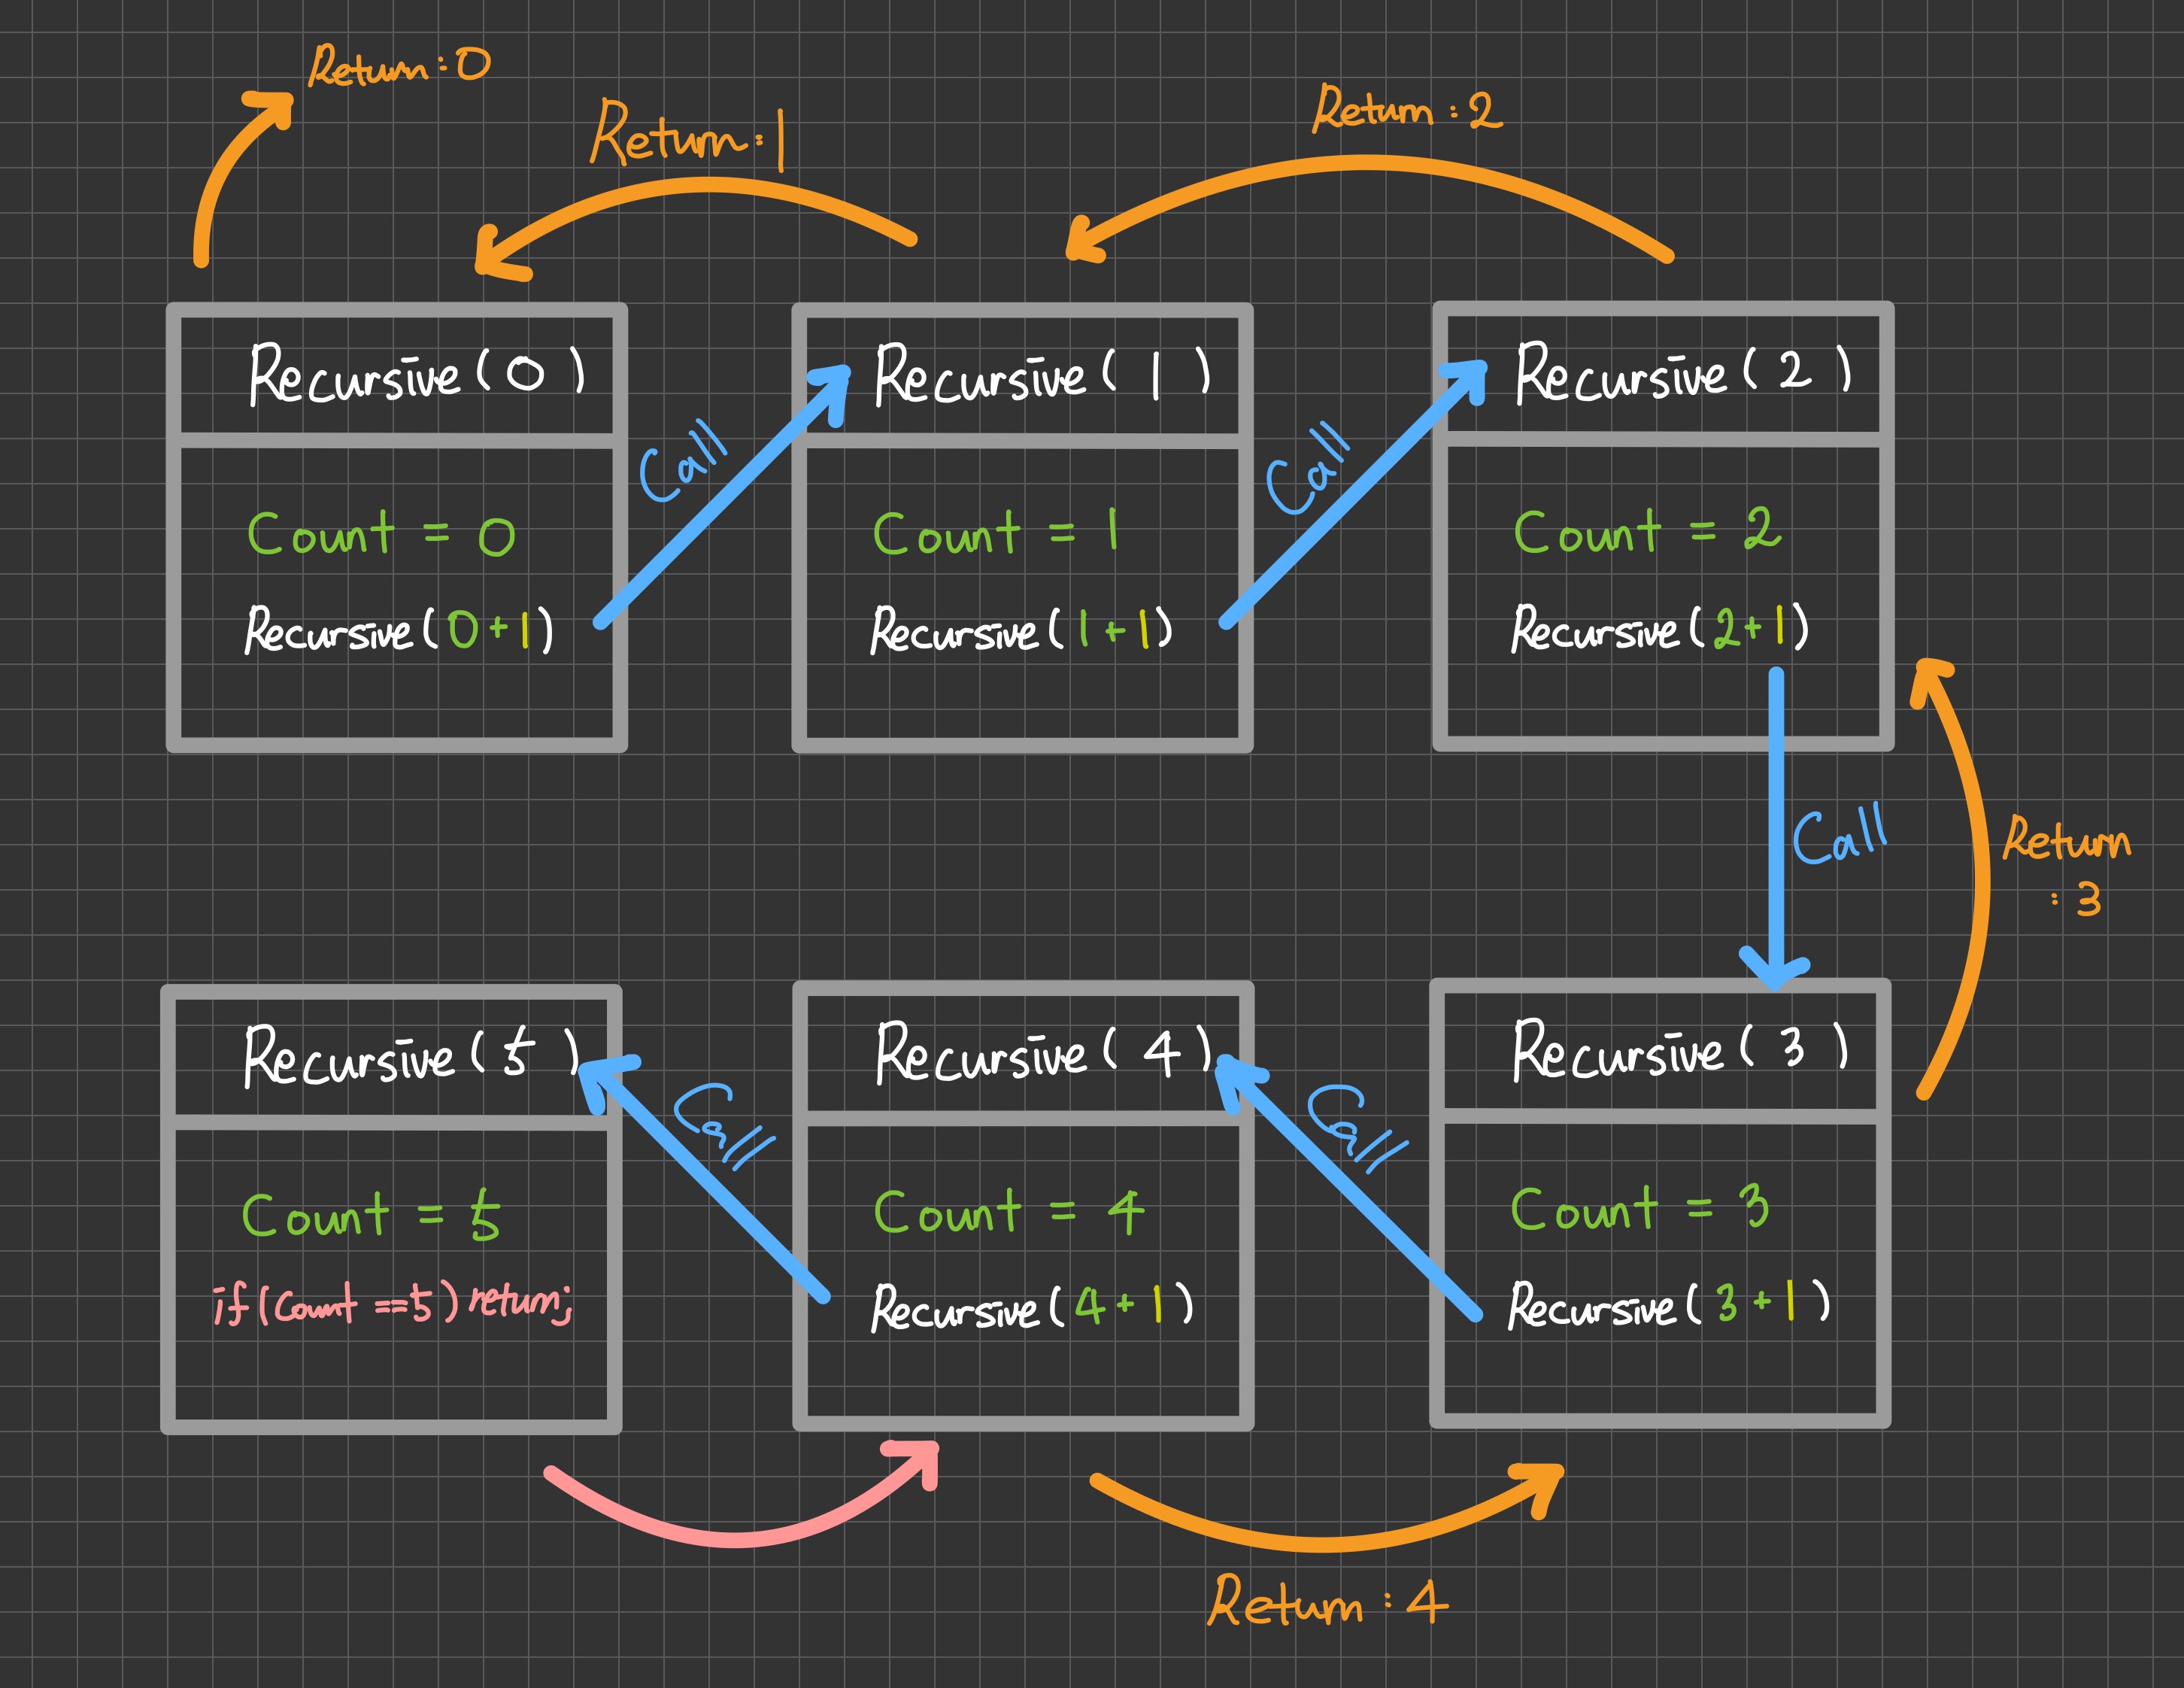 Return:0
Return:1
Return:2
Recursive(0)
Count = 0
Recursive(0+1)
Call
Recursive(1)
Count = 1
Recursive(1+1)
Call
Recursive(2)
Count = 2
Recursive(2+1)
Call
Return
:3
Recursive(5)
Count = 5
if(Count==5)return;
Call
Recursive(4)
Count = 4
Recursive(4+1)
Call
Recursive(3)
Count = 3
Recursive(3+1)
Return:4